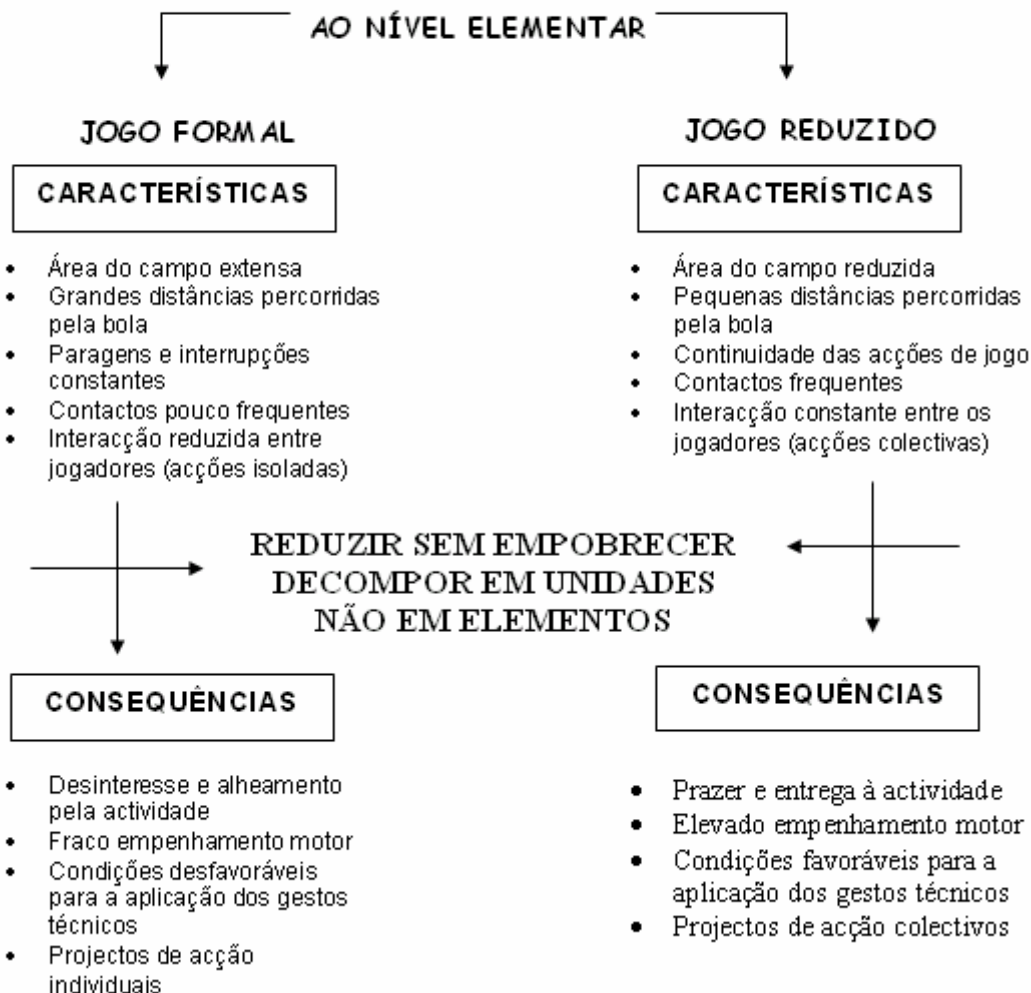 AO NÍVEL ELEMENTAR
JOGO FORMAL
CARACTERÍSTICAS
• Área do campo extensa
• Grandes distâncias percorridas
pela bola
• Paragens e interrupções
constantes
• Contactos pouco frequentes
• Interacção reduzida entre
jogadores (acções isoladas)
JOGO REDUZIDO
CARACTERÍSTICAS
• Área do campo reduzida
• Pequenas distâncias percorridas
pela bola
• Continuidade das acções de jogo
• Contactos frequentes
• Interacção constante entre os
jogadores (acções colectivas)
REDUZIR SEM EMPOBRECER
DECOMPOR EM UNIDADES
NÃO EM ELEMENTOS
CONSEQUÊNCIAS
• Desinteresse e alheamento
pela actividade
• Fraco empenhamento motor
• Condições desfavoráveis
para a aplicação dos gestos
técnicos
• Projectos de acção
individuais
CONSEQUÊNCIAS
• Prazer e entrega à actividade
• Elevado empenhamento motor
• Condições favoráveis para a
aplicação dos gestos técnicos
• Projectos de acção colectivos